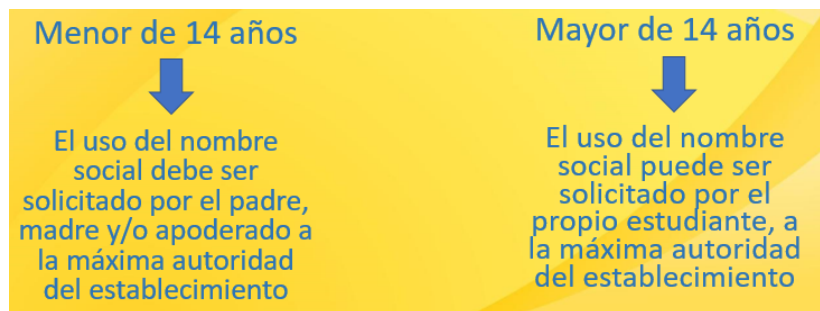 Menor de 14 años
El uso del nombre
social debe ser
solicitado por el padre,
madre y/o apoderado a
la máxima autoridad
del establecimiento
Mayor de 14 años
El uso del nombre
social puede ser
solicitado por el
propio estudiante, a
la máxima autoridad
del establecimiento